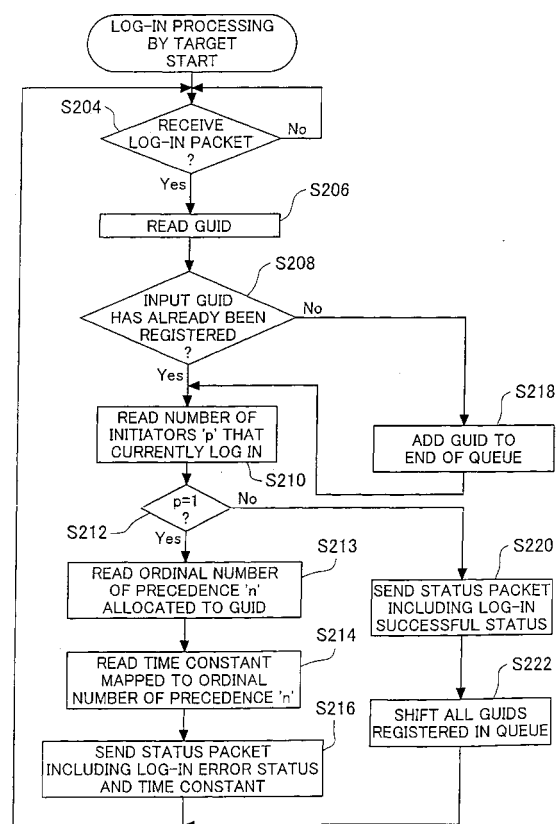 LOG-IN PROCESSING
BY TARGET
START
S204
RECEIVE
LOG-IN PACKET
?
No
Yes
S206
READ GUID
S208
INPUT GUID
HAS ALREADY BEEN
REGISTERED
?
No
Yes
S218
ADD GUID TO
END OF QUEUE
READ NUMBER OF
INITIATORS 'p' THAT
CURRENTLY LOG IN
S210
p=1
?
No
S212
Yes
S213
READ ORDINAL NUMBER
OF PRECEDENCE 'n'
ALLOCATED TO GUID
S220
SEND STATUS PACKET
INCLUDING LOG-IN
SUCCESSFUL STATUS
S214
READ TIME CONSTANT
MAPPED TO ORDINAL
NUMBER OF PRECEDENCE 'n'
S222
SHIFT ALL GUIDS
REGISTERED IN QUEUE
S216
SEND STATUS PACKET
INCLUDING LOG-IN ERROR STATUS
AND TIME CONSTANT